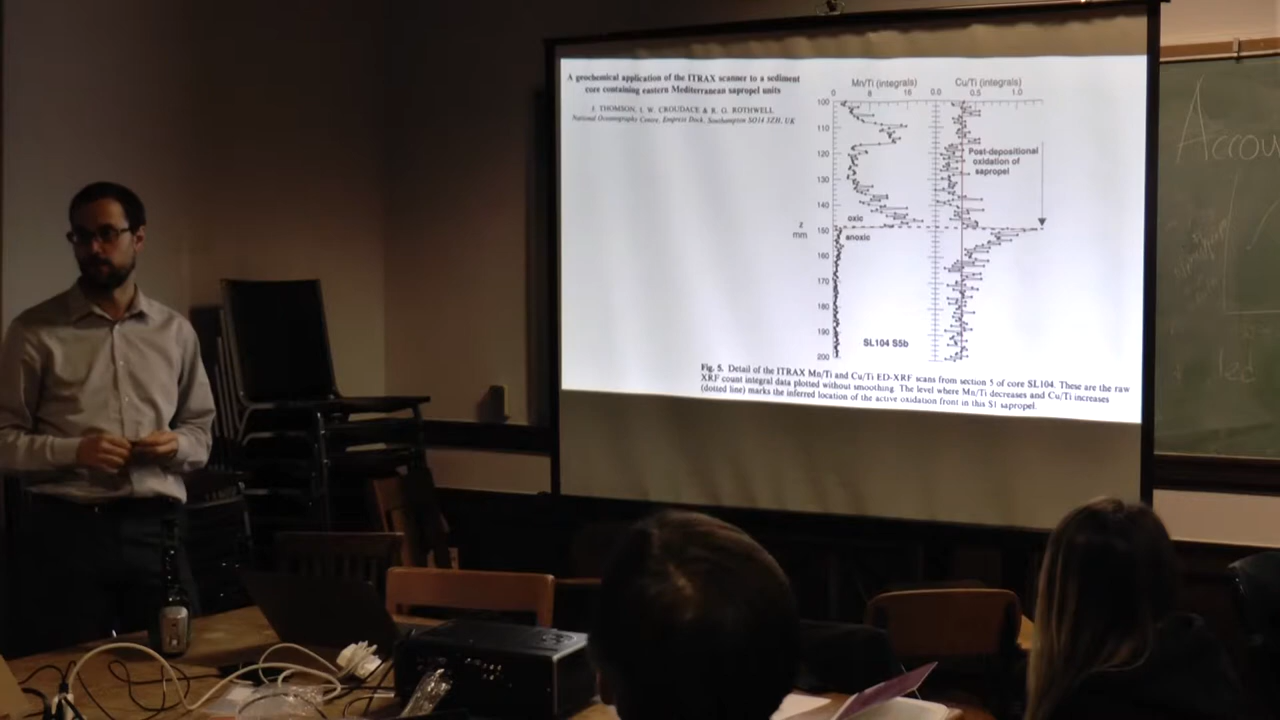 A geochemical application of the ITRAX scanner to a sediment
core containing eastern Mediterranean sapropel units
J. THOMSON, I. W. CROUDACE & R. G. ROTHWELL
National Oceanography Centre, Empress Dock, Southampton SO14 3ZH, UK
Mn/Ti (integrals) Cu/Ti (integrals)
0 8 16 0.0 0.5 1.0
100
110
120
130
140
150
160
170
180
190
200
z
mm
Post-depositional
oxidation of
sapropel
oxic
anoxic
SL104 S5b
Fig. 5. Detail of the ITRAX Mn/Ti and Cu/Ti ED-XRF scans from section 5 of core SL104. These are the raw
XRF count integral data plotted without smoothing. The level where Mn/Ti decreases and Cu/Ti increases
(dotted line) marks the inferred location of the active oxidation front in this S1 sapropel.